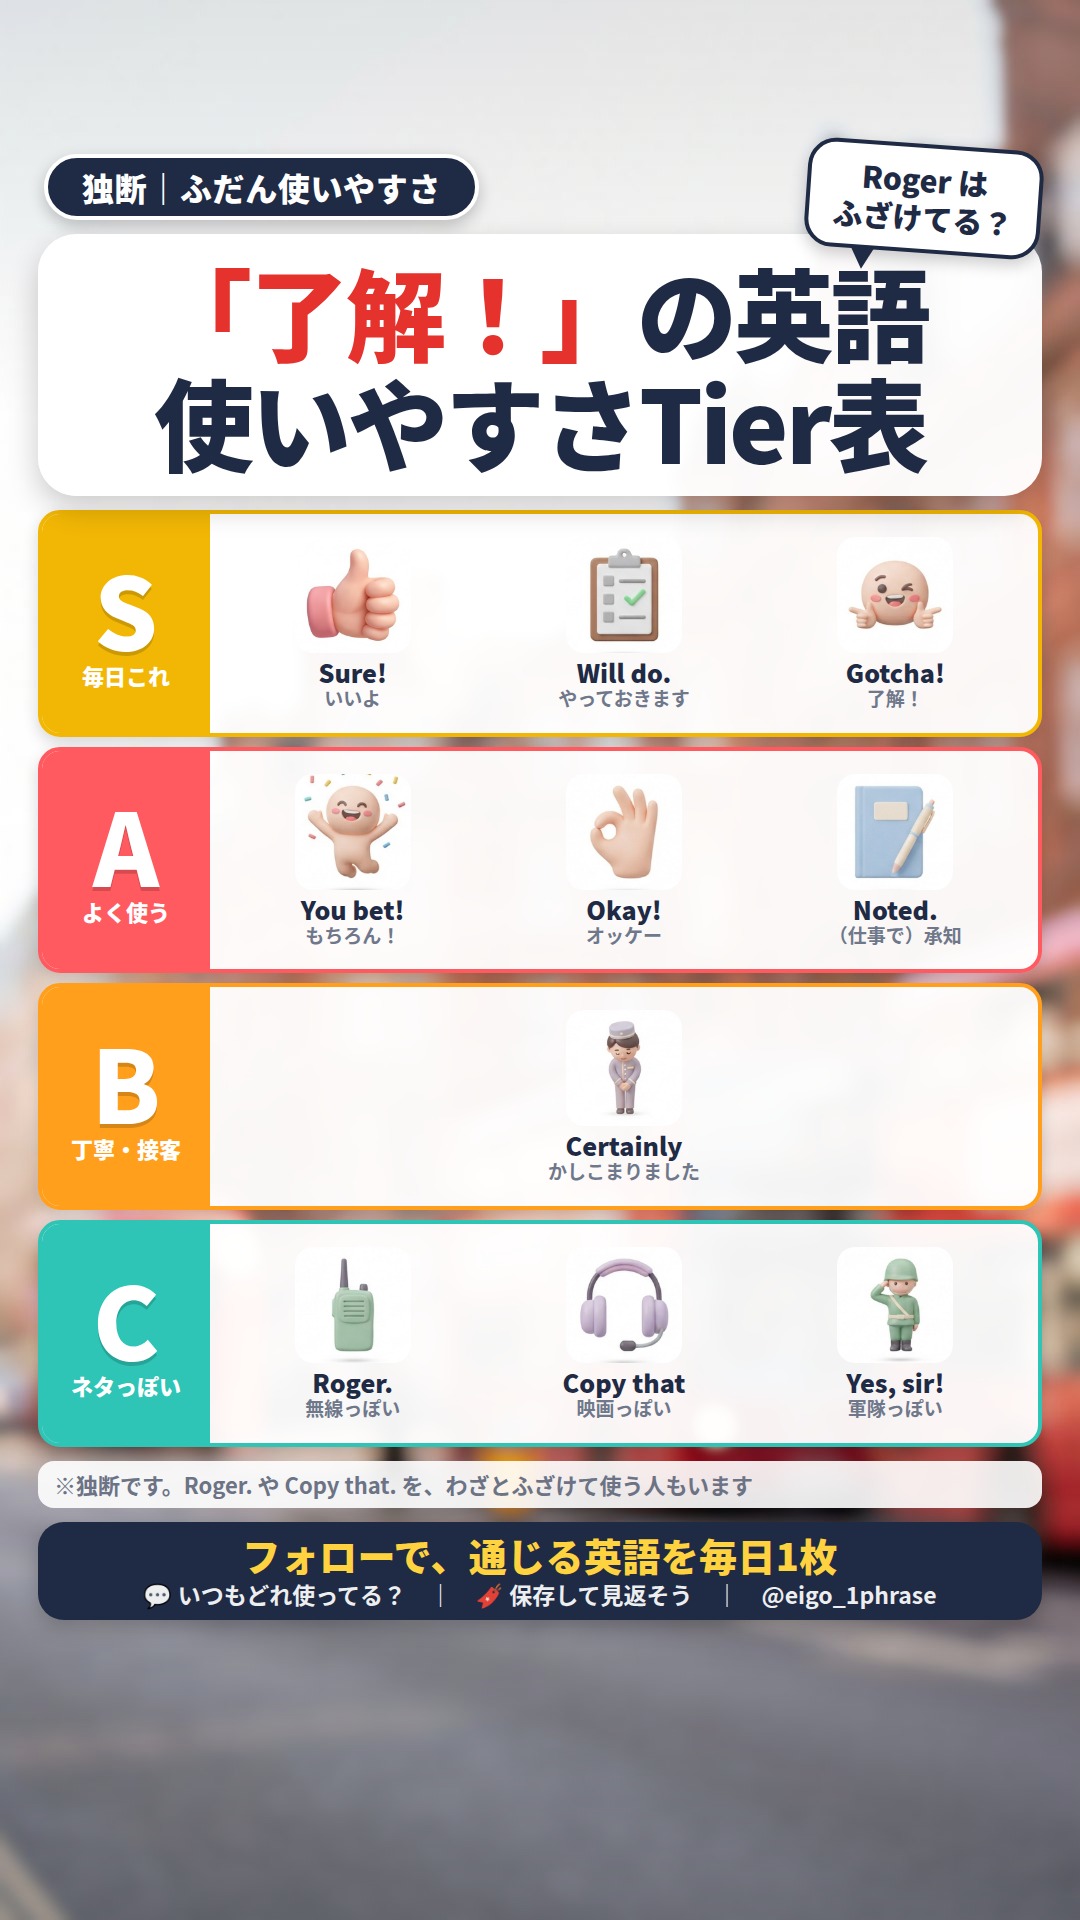 独断｜ふだん使いやすさ
Roger は
ふざけてる？
「了解！」の英語
使いやすさTier表
S
毎日これ
Sure!
いいよ
Will do.
やっておきます
Gotcha!
了解！
A
よく使う
You bet!
もちろん！
Okay!
オッケー
Noted.
（仕事で）承知
B
丁寧・接客
Certainly
かしこまりました
C
ネタっぽい
Roger.
無線っぽい
Copy that
映画っぽい
Yes, sir!
軍隊っぽい
※独断です。Roger. や Copy that. を、わざとふざけて使う人もいます
フォローで、通じる英語を毎日1枚
💬 いつもどれ使ってる？ ｜ 🔖 保存して見返そう ｜ @eigo_1phrase